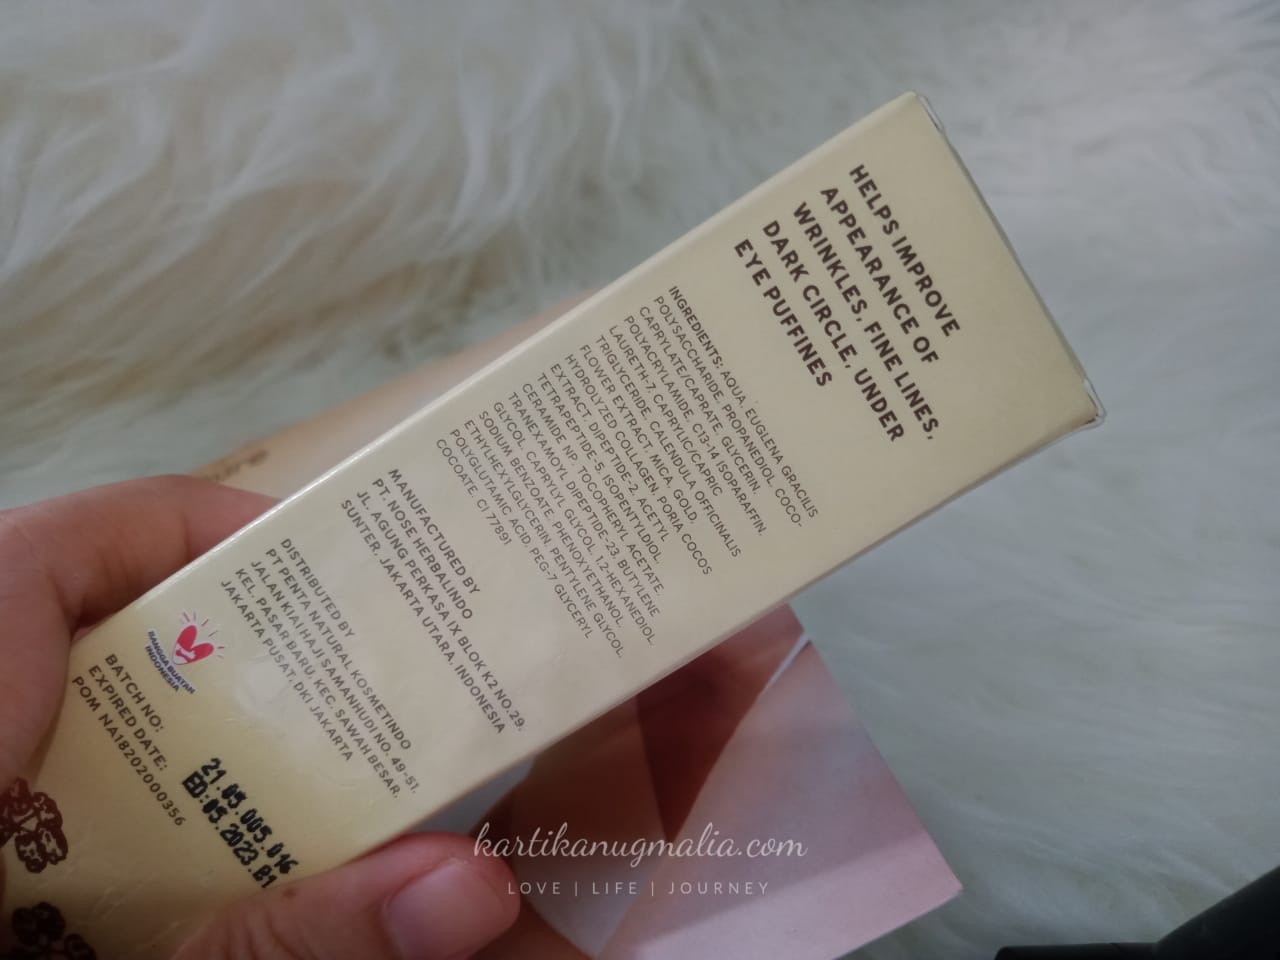 HELPS IMPROVE
APPEARANCE OF
WRINKLES, FINE LINES,
DARK CIRCLE, UNDER
EYE PUFFINES
INGREDIENTS: AQUA, EUGLENA GRACILIS
POLYSACCHARIDE, PROPANEDIOL, COCO-
CAPRYLATE/CAPRATE, GLYCERIN,
POLYACRYLAMIDE, C13-14 ISOPARAFFIN,
LAURETH-7, CAPRYLIC/CAPRIC
TRIGLYCERIDE, CALENDULA OFFICINALIS
FLOWER EXTRACT, MICA, GOLD,
HYDROLYZED COLLAGEN, PORIA COCOS
EXTRACT, DIPEPTIDE-2, ACETYL
TETRAPEPTIDE-5, ISOPENTYLDIOL,
CERAMIDE NP, TOCOPHERYL ACETATE,
TRANEXAMOYL DIPEPTIDE-23, BUTYLENE
GLYCOL, CAPRYLYL GLYCOL, 1,2-HEXANEDIOL,
SODIUM BENZOATE, PHENOXYETHANOL,
ETHYLHEXYLGLYCERIN, PENTYLENE GLYCOL,
POLYGLUTAMIC ACID, PEG-7 GLYCERYL
COCOATE, CI 77891
MANUFACTURED BY
PT. NOSE HERBALINDO
JL. AGUNG PERKASA IX BLOK K2 NO.29,
SUNTER, JAKARTA UTARA, INDONESIA
DISTRIBUTED BY
PT PENTA NATURAL KOSMETINDO
JALAN KIAI HAJI SAMANHUDI NO. 49-51.
KEL. PASAR BARU, KEC. SAWAH BESAR,
JAKARTA PUSAT, DKI JAKARTA
BANGGA BUATAN
INDONESIA
BATCH NO:
EXPIRED DATE:
POM NA18202000356
21.05.005.016
ED:05.2023.B1
kartikanugmalia.com
LOVE | LIFE | JOURNEY